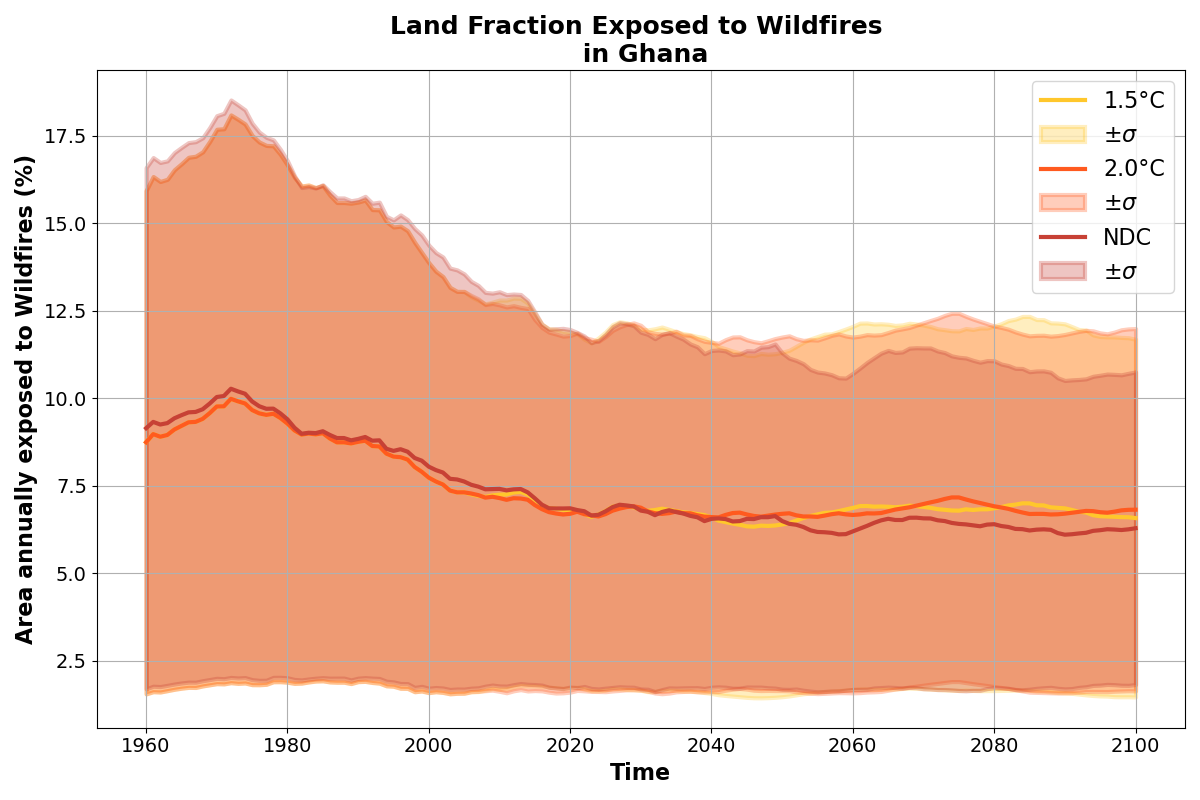 Land Fraction Exposed to Wildfires
in Ghana
Area annually exposed to Wildfires (%)
17.5
15.0
12.5
10.0
7.5
5.0
2.5
1.5°C
±σ
2.0°C
±σ
NDC
±σ
1960 1980 2000 2020 2040 2060 2080 2100
Time